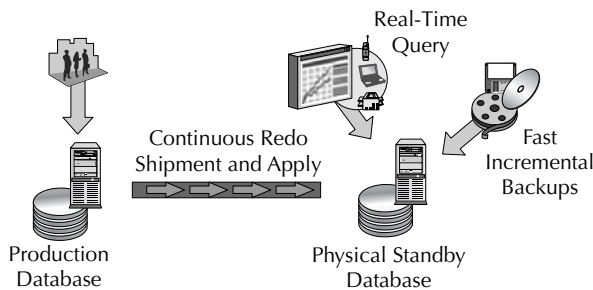 Real-Time
Query
Continuous Redo
Shipment and Apply
Fast
Incremental
Backups
Production
Database
Physical Standby
Database